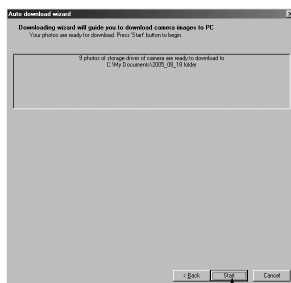 Auto download wizard
Downloading wizard will guide you to download camera images to PC
Your photos are ready for download. Press 'Start' button to begin.
9 photos of storage driver of camera are ready to download to
C:\My Documents\2005_08_18 folder
< Back
Start
Cancel